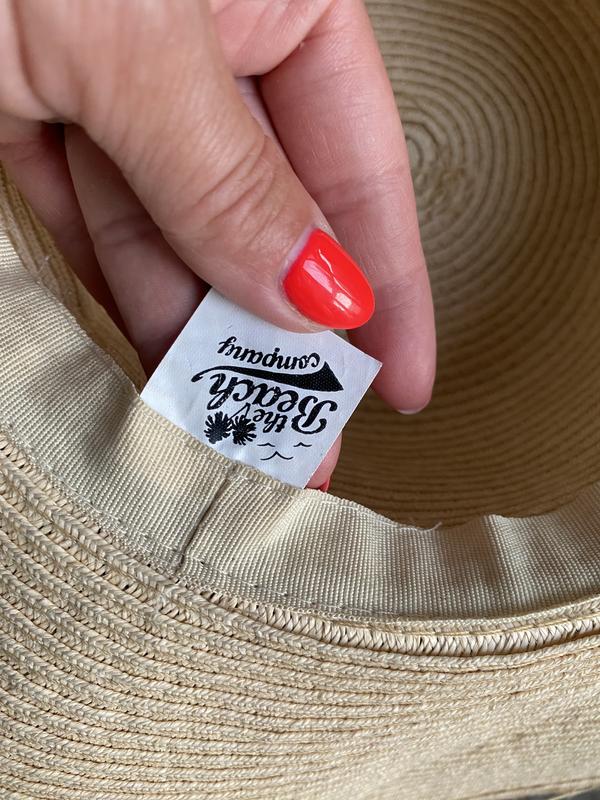 the
Beach
company